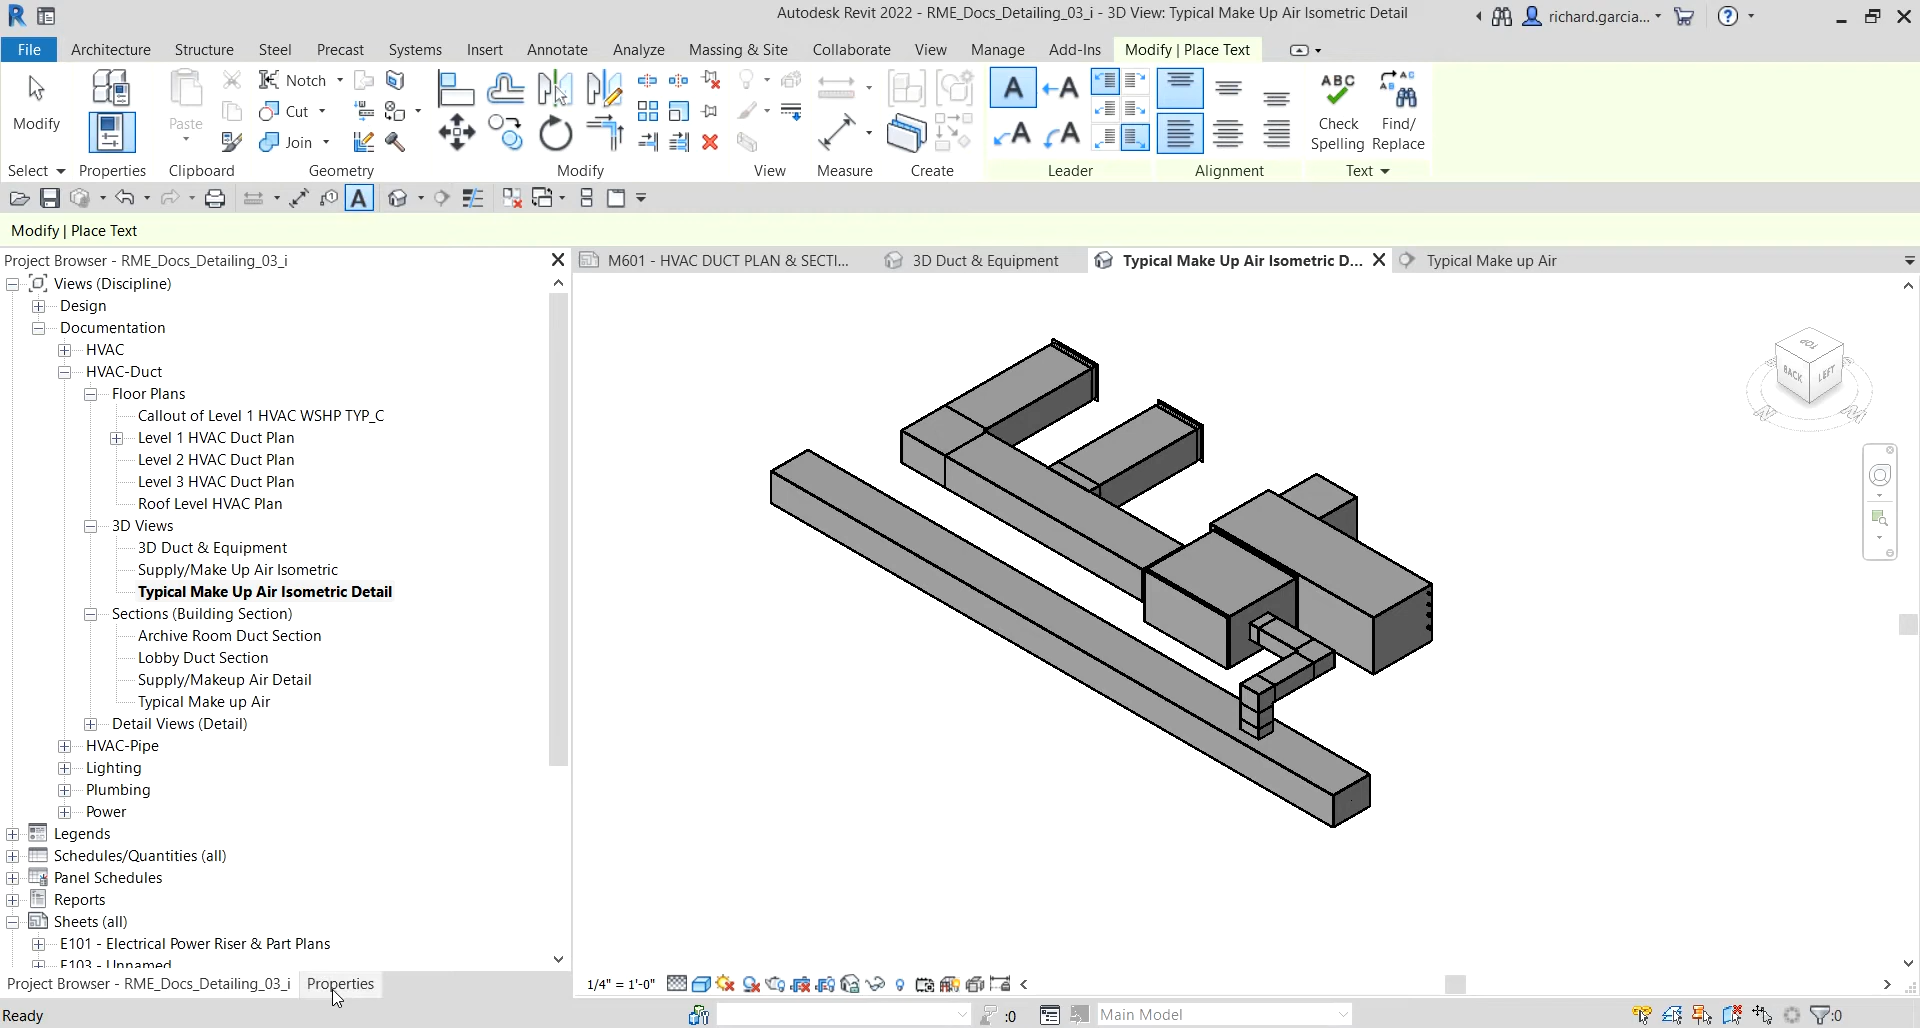 Autodesk Revit 2022 - RME_Docs_Detailing_03_i - 3D View: Typical Make Up Air Isometric Detail
richard.garcia...
File Architecture Structure Steel Precast Systems Insert Annotate Analyze Massing & Site Collaborate View Manage Add-Ins Modify | Place Text
Modify
Paste
Notch
Cut
Join
Check Spelling
Find/ Replace
Select Properties Clipboard Geometry Modify View Measure Create Leader Alignment Text
Modify | Place Text
Project Browser - RME_Docs_Detailing_03_i
M601 - HVAC DUCT PLAN & SECTI... 3D Duct & Equipment Typical Make Up Air Isometric D... Typical Make up Air
Views (Discipline)
Design
Documentation
HVAC
HVAC-Duct
Floor Plans
Callout of Level 1 HVAC WSHP TYP_C
Level 1 HVAC Duct Plan
Level 2 HVAC Duct Plan
Level 3 HVAC Duct Plan
Roof Level HVAC Plan
3D Views
3D Duct & Equipment
Supply/Make Up Air Isometric
Typical Make Up Air Isometric Detail
Sections (Building Section)
Archive Room Duct Section
Lobby Duct Section
Supply/Makeup Air Detail
Typical Make up Air
Detail Views (Detail)
HVAC-Pipe
Lighting
Plumbing
Power
Legends
Schedules/Quantities (all)
Panel Schedules
Reports
Sheets (all)
E101 - Electrical Power Riser & Part Plans
E103 - Unnamed
TOP
BACK
LEFT
Project Browser - RME_Docs_Detailing_03_i Properties
1/4" = 1'-0"
Ready
:0
Main Model
:0